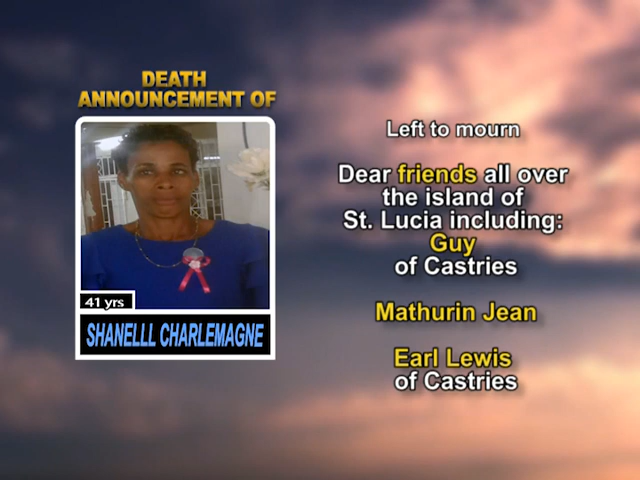 DEATH
ANNOUNCEMENT OF
41 yrs
SHANELLL CHARLEMAGNE
Left to mourn
Dear friends all over
the island of
St. Lucia including:
Guy
of Castries
Mathurin Jean
Earl Lewis
of Castries